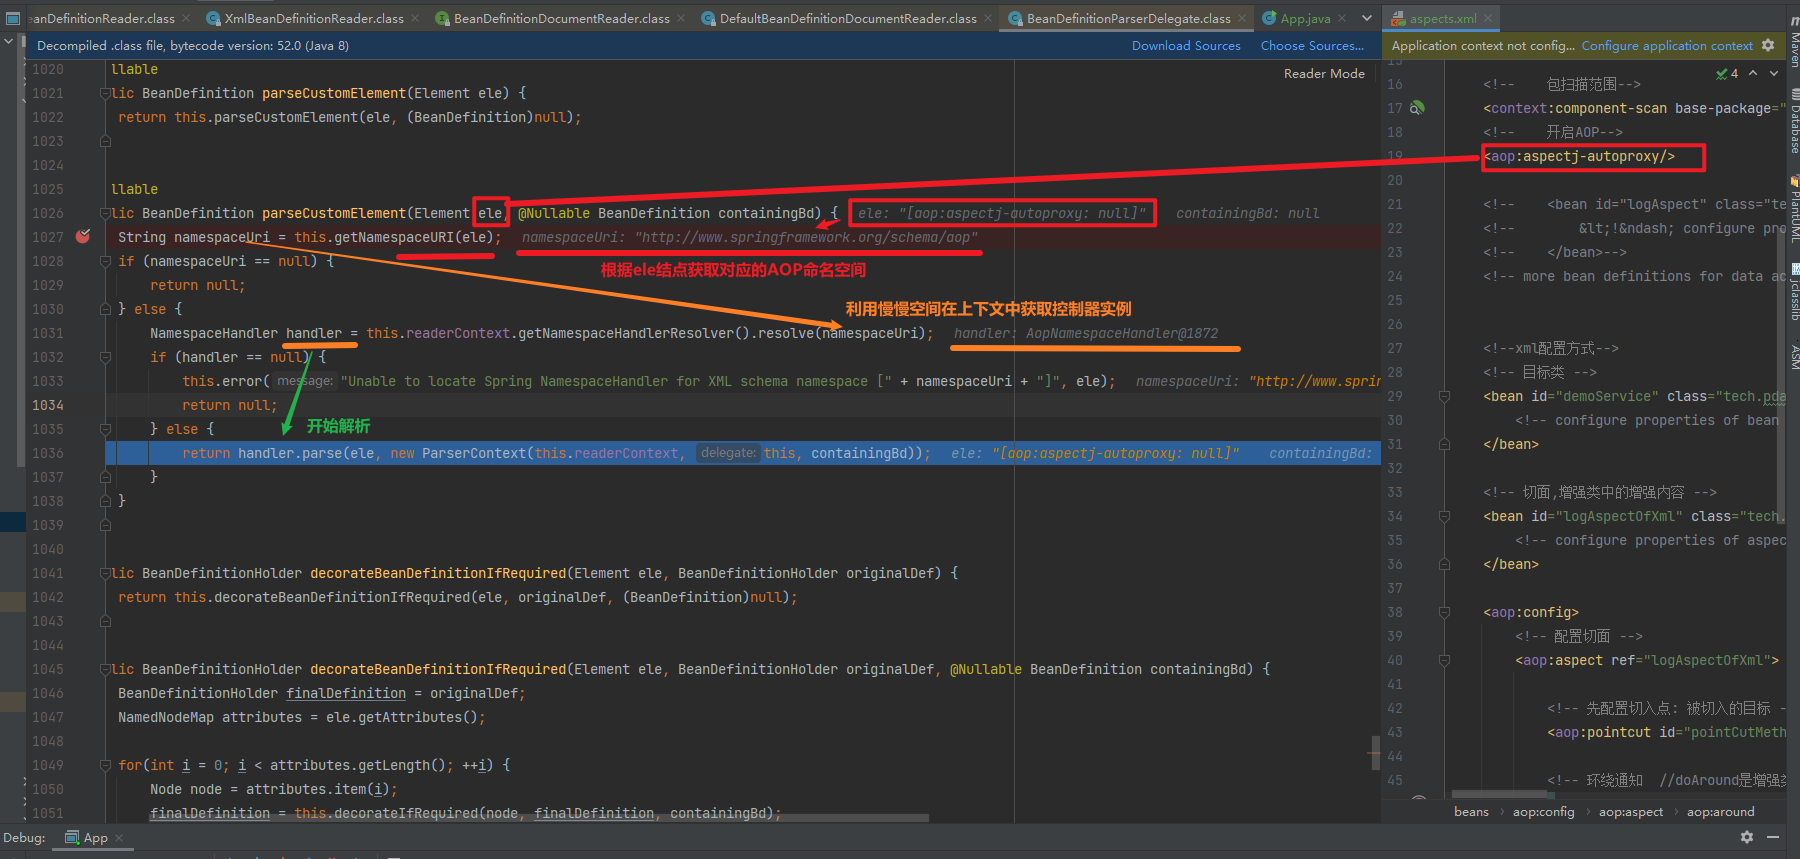 eanDefinitionReader.class
XmlBeanDefinitionReader.class
BeanDefinitionDocumentReader.class
DefaultBeanDefinitionDocumentReader.class
BeanDefinitionParserDelegate.class
App.java
aspects.xml
Decompiled .class file, bytecode version: 52.0 (Java 8)
Download Sources
Choose Sources...
Reader Mode
1020 llable
1021 lic BeanDefinition parseCustomElement(Element ele) {
1022 return this.parseCustomElement(ele, (BeanDefinition)null);
1023
1024
1025 llable
1026 lic BeanDefinition parseCustomElement(Element ele, @Nullable BeanDefinition containingBd) { ele: "[aop:aspectj-autoproxy: null]" containingBd: null
1027 String namespaceUri = this.getNamespaceURI(ele); namespaceUri: "http://www.springframework.org/schema/aop"
根据ele结点获取对应的AOP命名空间
1028 if (namespaceUri == null) {
1029 return null;
1030 } else {
利用慢慢空间在上下文中获取控制器实例
1031 NamespaceHandler handler = this.readerContext.getNamespaceHandlerResolver().resolve(namespaceUri); handler: AopNamespaceHandler@1872
1032 if (handler == null) {
1033 this.error( message: "Unable to locate Spring NamespaceHandler for XML schema namespace [" + namespaceUri + "]", ele); namespaceUri: "http://www.sprin
1034 return null;
1035 } else {
开始解析
1036 return handler.parse(ele, new ParserContext(this.readerContext, delegate: this, containingBd)); ele: "[aop:aspectj-autoproxy: null]" containingBd:
1037 }
1038 }
1039
1040
1041 lic BeanDefinitionHolder decorateBeanDefinitionIfRequired(Element ele, BeanDefinitionHolder originalDef) {
1042 return this.decorateBeanDefinitionIfRequired(ele, originalDef, (BeanDefinition)null);
1043
1044
1045 lic BeanDefinitionHolder decorateBeanDefinitionIfRequired(Element ele, BeanDefinitionHolder originalDef, @Nullable BeanDefinition containingBd) {
1046 BeanDefinitionHolder finalDefinition = originalDef;
1047 NamedNodeMap attributes = ele.getAttributes();
1048
1049 for(int i = 0; i < attributes.getLength(); ++i) {
1050 Node node = attributes.item(i);
1051 finalDefinition = this.decorateIfRequired(node, finalDefinition, containingBd);
Application context not config...
Configure application context
4
16 <!-- 包扫描范围-->
17 <context:component-scan base-package="
18 <!-- 开启AOP-->
19 <aop:aspectj-autoproxy/>
20
21 <!-- <bean id="logAspect" class="te
22 <!-- &lt;!&ndash; configure pro
23 <!-- </bean>-->
24 <!-- more bean definitions for data ac
25
26
27 <!--xml配置方式-->
28 <!-- 目标类 -->
29 <bean id="demoService" class="tech.pda
30 <!-- configure properties of bean
31 </bean>
32
33 <!-- 切面,增强类中的增强内容 -->
34 <bean id="logAspectOfXml" class="tech.
35 <!-- configure properties of aspec
36 </bean>
37
38 <aop:config>
39 <!-- 配置切面 -->
40 <aop:aspect ref="logAspectOfXml">
41
42 <!-- 先配置切入点: 被切入的目标 -
43 <aop:pointcut id="pointCutMeth
44
45 <!-- 环绕通知 //doAround是增强类
beans
aop:config
aop:aspect
aop:around
Maven
Database
PlantUML
jclasslib
ASM
Debug:
App